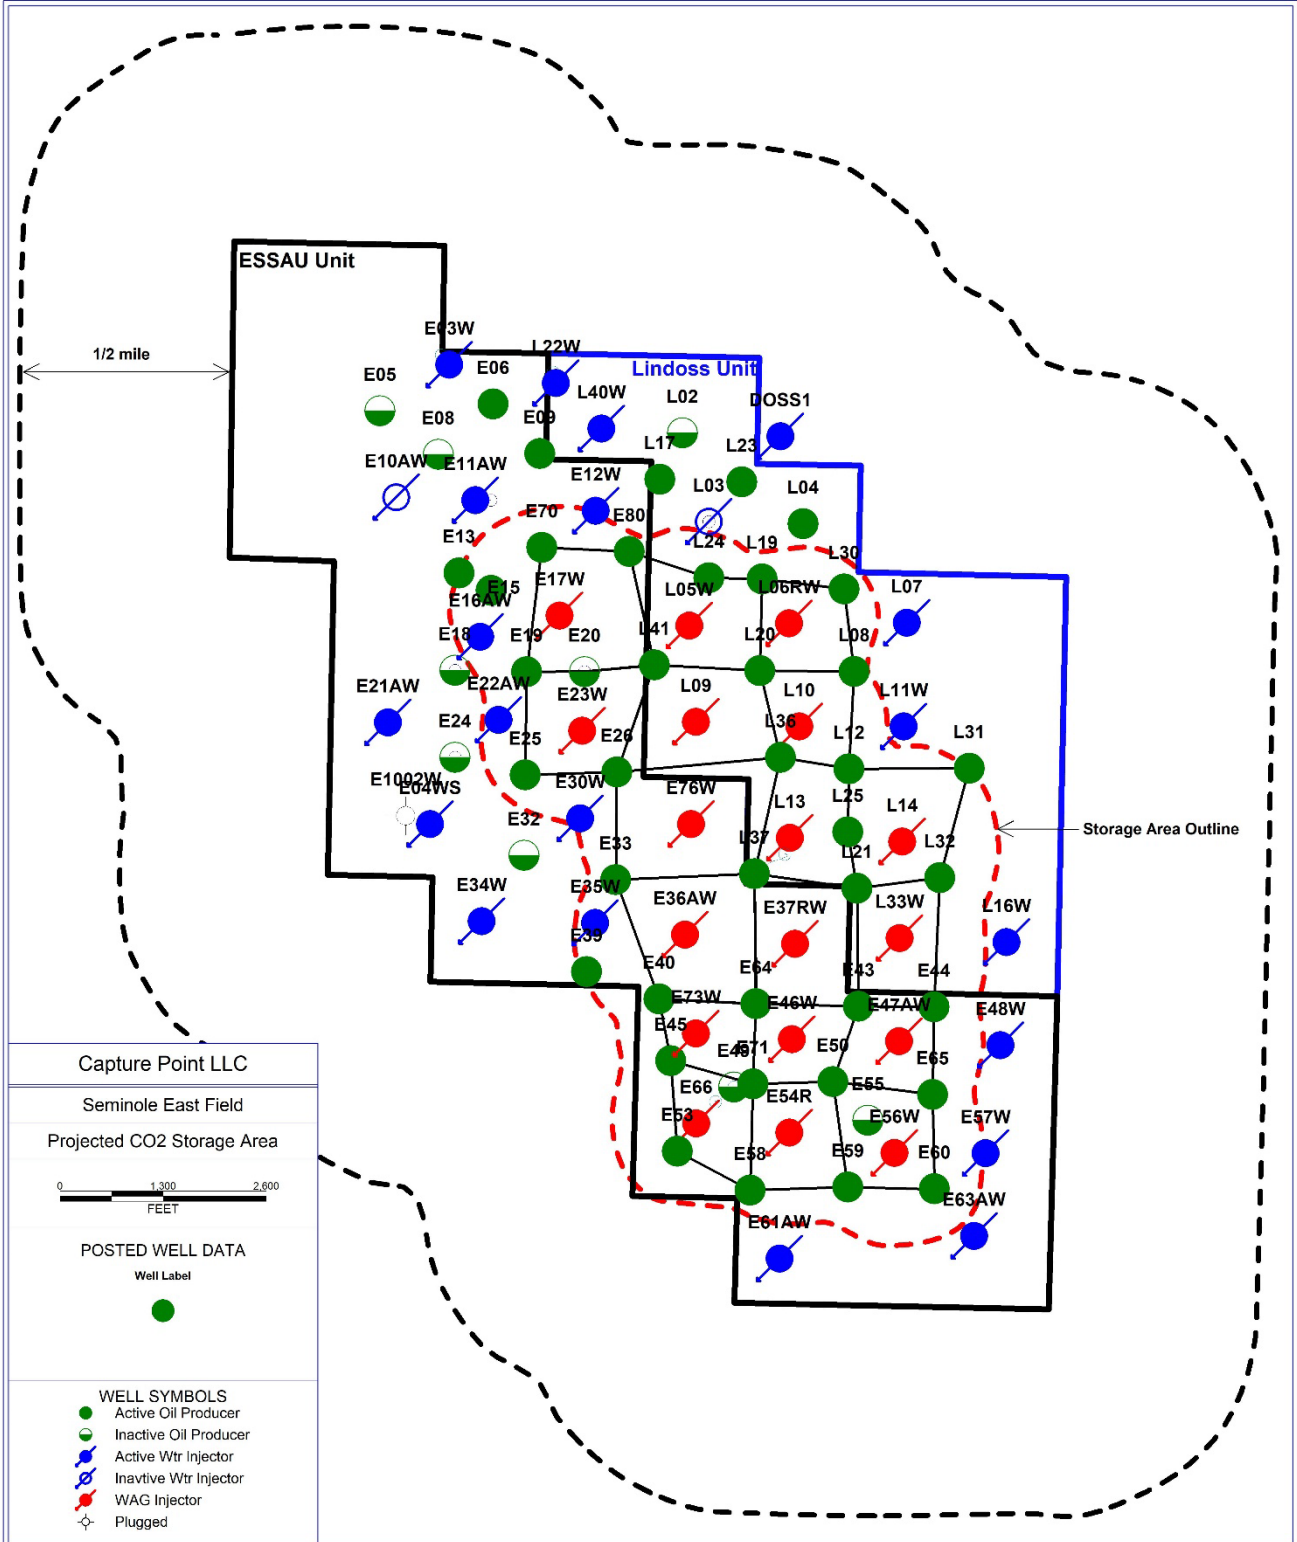 ESSAU Unit
E03W
L22W
1/2 mile
Lindoss Unit
E05
E06
L40W
L02
DOSS1
E08
E09
L17
L23
E10AW
E11AW
E12W
L03
L04
E70
E80
E13
L24
L19
L30
E15
E17W
L05W
L06RW
L07
E16AW
E18
E19
E20
L41
L20
L08
E21AW
E22AW
E23W
L09
L10
L11W
E24
E25
E26
L36
L12
L31
E1002W
E04WS
E30W
E76W
L25
L13
L14
E32
Storage Area Outline
E33
L37
L21
L32
E34W
E35W
E36AW
E37RW
L33W
L16W
E39
E40
E64
E43
E44
E73W
E46W
E47AW
E48W
E45
E49
E71
E50
E65
E66
E54R
E55
E53
E56W
E57W
E58
E59
E60
E61AW
E63AW
Capture Point LLC
Seminole East Field
Projected CO2 Storage Area
0 1,300 2,600
FEET
POSTED WELL DATA
Well Label
WELL SYMBOLS
Active Oil Producer
Inactive Oil Producer
Active Wtr Injector
Inavtive Wtr Injector
WAG Injector
Plugged